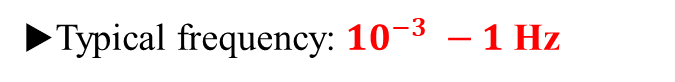 ▶Typical frequency: 10⁻³ – 1 Hz